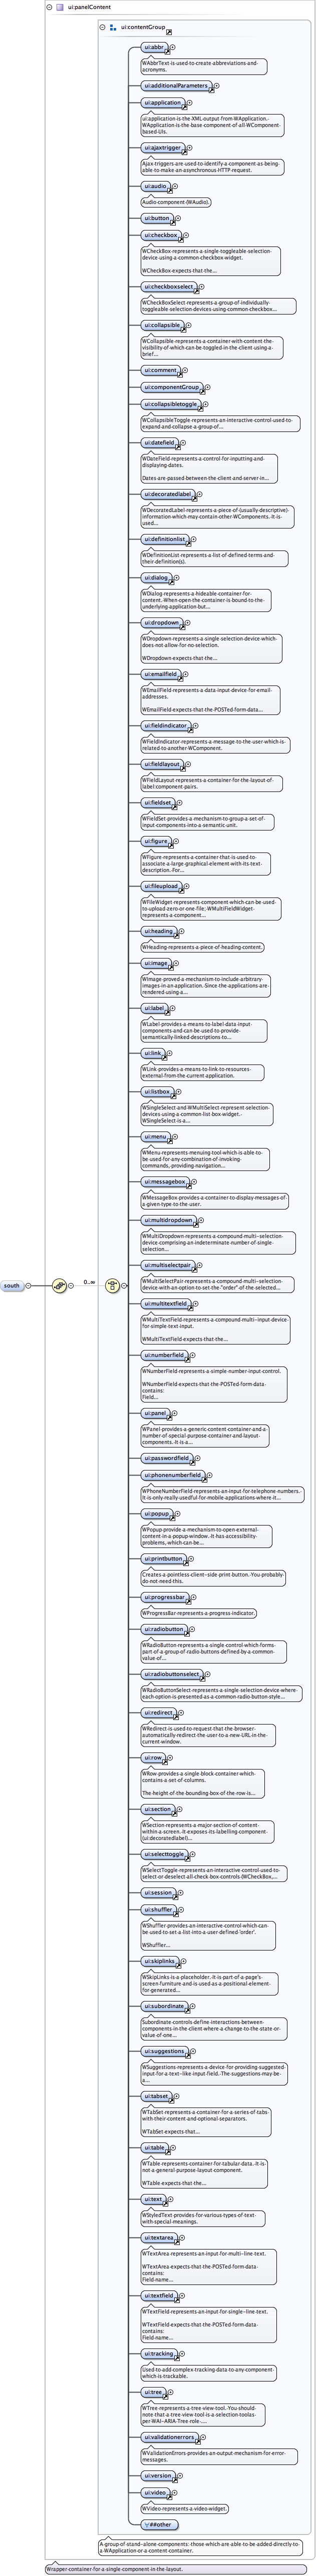 ui:panelContent
ui:contentGroup
ui:abbr
WAbbrText is used to create abbreviations and
acronyms.
ui:additionalParameters
ui:application
ui:application is the XML output from WApplication.
WApplication is the base component of all WComponent
based UIs.
ui:ajaxtrigger
Ajax triggers are used to identify a component as being
able to make an asynchronous HTTP request.
ui:audio
Audio component (WAudio).
ui:button
ui:checkbox
WCheckBox represents a single toggleable selection
device using a common checkbox widget.
WCheckBox expects that the...
ui:checkboxselect
WCheckBoxSelect represents a group of individually
toggleable selection devices using common checkbox...
ui:collapsible
WCollapsible represents a container with content the
visibility of which can be toggled in the client using a
brief...
ui:comment
ui:componentGroup
ui:collapsibletoggle
WCollapsibleToggle represents an interactive control used to
expand and collapse a group of...
ui:datefield
WDateField represents a control for inputting and
displaying dates.
Dates are passed between the client and server in...
ui:decoratedlabel
WDecoratedLabel represents a piece of (usually descriptive)
information which may contain other WComponents. It is
used...
ui:definitionlist
WDefinitionList represents a list of defined terms and
their definition(s).
ui:dialog
WDialog represents a hideable container for
content. When open the container is bound to the
underlying application but...
ui:dropdown
WDropdown represents a single selection device which
does not allow for no selection.
WDropdown expects that the...
ui:emailfield
WEmailField represents a data input device for email
addresses.
WEmailField expects that the POSTed form data...
ui:fieldindicator
WFieldIndicator represents a message to the user which is
related to another WComponent.
ui:fieldlayout
WFieldLayout represents a container for the layout of
label:component pairs.
ui:fieldset
WFieldSet provides a mechanism to group a set of
input components into a semantic unit.
ui:figure
WFigure represents a container that is used to
associate a large graphical element with its text
description. For...
ui:fileupload
WFileWidget represents component which can be used
to upload zero or one file; WMultiFileWidget
represents a component...
ui:heading
WHeading represents a piece of heading content.
ui:image
WImage proved a mechanism to include arbitrary
images in an application. Since the applications are
rendered using a...
ui:label
WLabel provides a means to label data input
components and can be used to provide
semantically linked descriptions to...
ui:link
WLink provides a means to link to resources
external from the current application.
ui:listbox
WSingleSelect and WMultiSelect represent selection
devices using a common list box widget.
WSingleSelect is a...
ui:menu
WMenu represents menuing tool which is able to
be used for any combination of invoking
commands, providing navigation...
ui:messagebox
WMessageBox provides a container to display messages of
a given type to the user.
ui:multidropdown
WMultiDropdown represents a compound multi-selection
device comprising an indeterminate number of single
selection...
ui:multiselectpair
south
0..∞
WMultiSelectPair represents a compound multi-selection
device with an option to set the "order" of the selected...
ui:multitextfield
WMultiTextField represents a compound multi-input device
for simple text input.
WMultiTextField expects that the...
ui:numberfield
WNumberField represents a simple number input control.
WNumberField expects that the POSTed form data
contains:
Field...
ui:panel
WPanel provides a generic content container and a
number of special purpose container and layout
components. It is a...
ui:passwordfield
ui:phonenumberfield
WPhoneNumberField represents an input for telephone numbers.
It is only really usedful for mobile applications where it...
ui:popup
WPopup provide a mechanism to open external
content in a popup window. It has accessibility
problems, which can be...
ui:printbutton
Creates a pointless client-side print button. You probably
do not need this.
ui:progressbar
WProgressBar represents a progress indicator.
ui:radiobutton
WRadioButton represents a single control which forms
part of a group of radio buttons defined by a common
value of...
ui:radiobuttonselect
WRadioButtonSelect represents a single selection device where
each option is presented as a common radio button style...
ui:redirect
WRedirect is used to request that the browser
automatically redirect the user to a new URL in the
current window.
ui:row
WRow provides a single block container which
contains a set of columns.
The height of the bounding box of the row is...
ui:section
WSection represents a major section of content
within a screen. It exposes its labelling component
(ui:decoratedlabel)...
ui:selecttoggle
WSelectToggle represents an interactive control used to
select or deselect all check box controls (WCheckBox,...
ui:session
ui:shuffler
WShuffler provides an interactive control which can
be used to set a list into a user defined 'order'.
WShuffler...
ui:skiplinks
WSkipLinks is a placeholder. It is part of a page's
screen furniture and is used as a positional element
for generated...
ui:subordinate
Subordinate controls define interactions between
components in the client where a change to the state or
value of one...
ui:suggestions
WSuggestions represents a device for providing suggested
input for a text-like input field. The suggestions may be
a...
ui:tabset
WTabSet represents a container for a series of tabs
with their content and optional separators.
WTabSet expects that...
ui:table
WTable represents container for tabular data. It is
not a general purpose layout component.
WTable expects that the...
ui:text
WStyledText provides for various types of text
with special meanings.
ui:textarea
WTextArea represents an input for multi-line text.
WTextArea expects that the POSTed form data
contains:
Field name...
ui:textfield
WTextField represents an input for single-line text.
WTextField expects that the POSTed form data
contains:
Field name...
ui:tracking
Used to add complex tracking data to any component
which is trackable.
ui:tree
WTree represents a tree view tool. You should
note that a tree view tool is a selection toolas
per WAI-ARIA Tree role -...
ui:validationerrors
WValidationErrors provides an output mechanism for error
messages.
ui:version
ui:video
WVideo represents a video widget.
##other
A group of stand-alone components: those which are able to be added directly to
a WApplication or a content container.
Wrapper container for a single component in the layout.